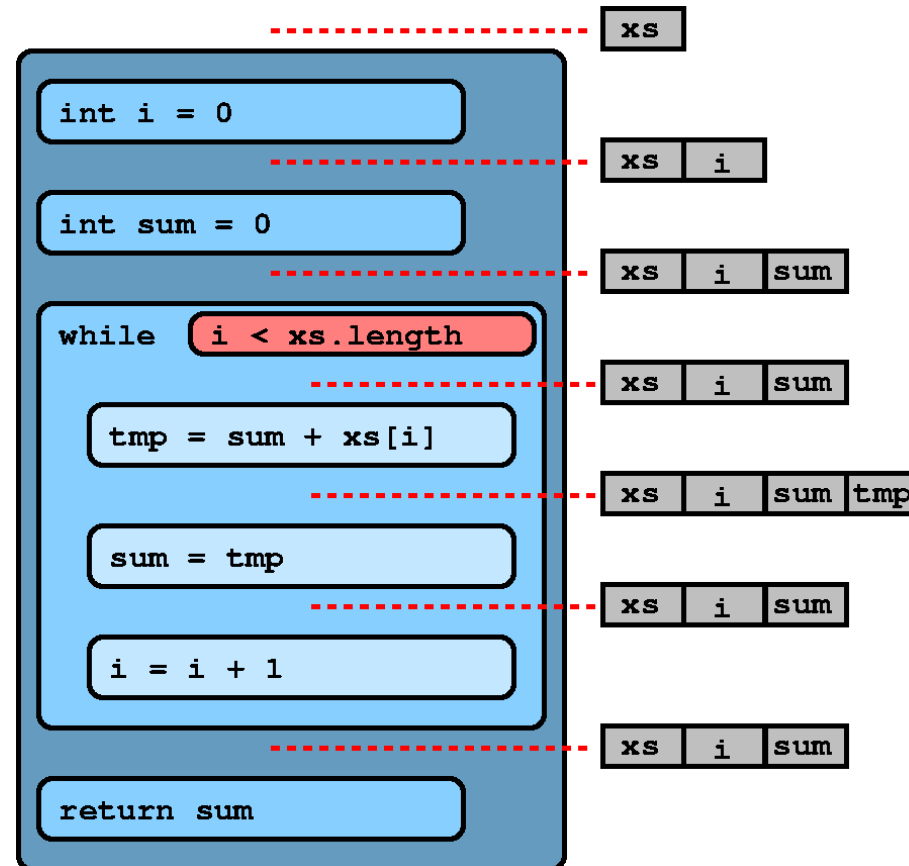 xs
int i = 0
xs i
int sum = 0
xs i sum
while i < xs.length
xs i sum
tmp = sum + xs[i]
xs i sum tmp
sum = tmp
xs i sum
i = i + 1
xs i sum
return sum